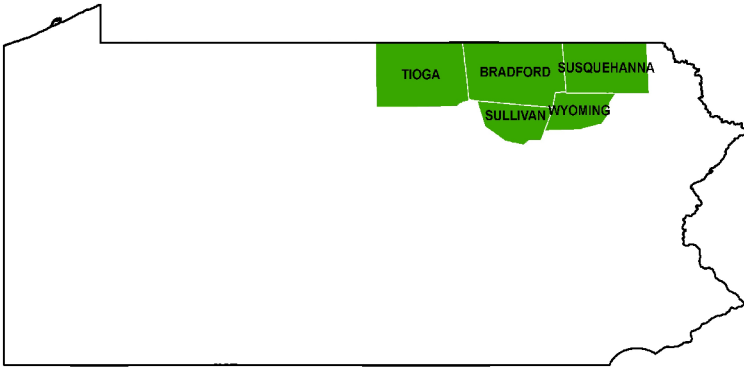 TIOGA
BRADFORD
SUSQUEHANNA
SULLIVAN
WYOMING